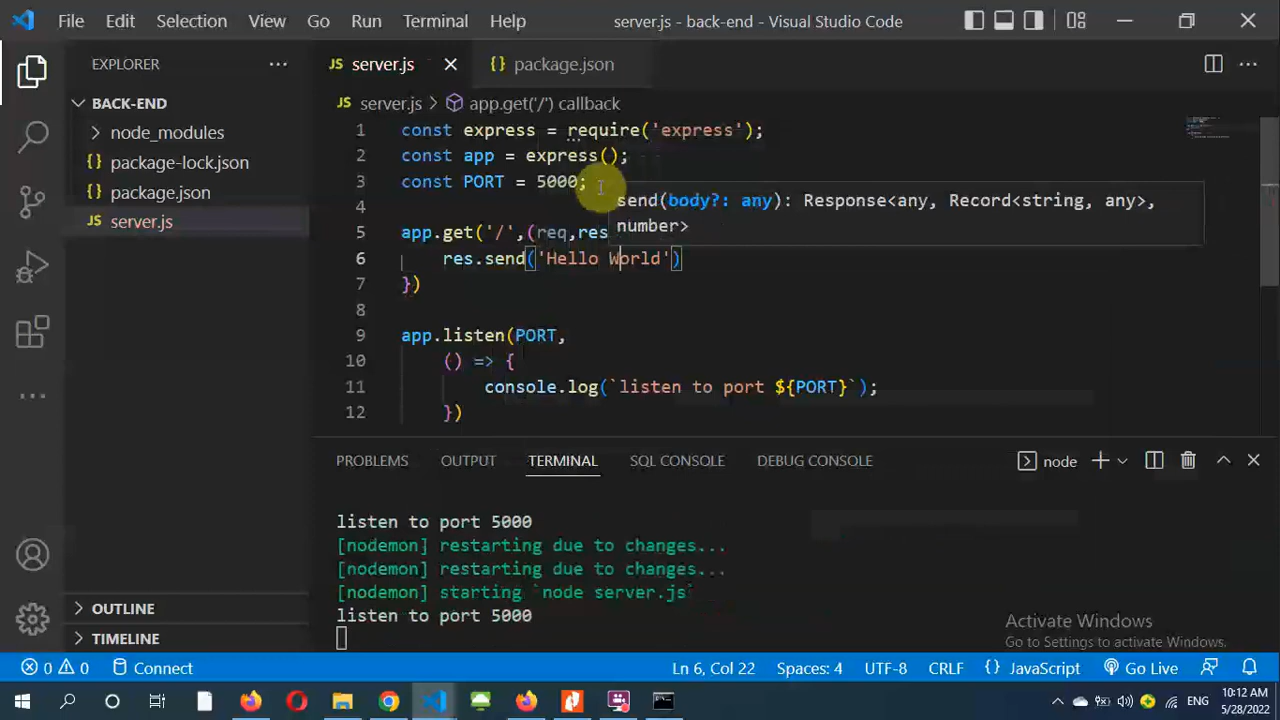 File Edit Selection View Go Run Terminal Help server.js - back-end - Visual Studio Code
EXPLORER
BACK-END
node_modules
{} package-lock.json
{} package.json
JS server.js
OUTLINE
TIMELINE
JS server.js {} package.json
JS server.js > app.get('/') callback
1 const express = require('express');
2 const app = express();
3 const PORT = 5000;
send(body?: any): Response<any, Record<string, any>,
number>
4
5 app.get('/',(req,res
6 res.send('Hello World')
7 })
8
9 app.listen(PORT,
10 () => {
11 console.log(`listen to port ${PORT}`);
12 })
PROBLEMS OUTPUT TERMINAL SQL CONSOLE DEBUG CONSOLE node
listen to port 5000
[nodemon] restarting due to changes...
[nodemon] restarting due to changes...
[nodemon] starting `node server.js`
listen to port 5000
Activate Windows
Go to Settings to activate Windows.
0 0 Connect Ln 6, Col 22 Spaces: 4 UTF-8 CRLF {} JavaScript Go Live
ENG
10:12 AM
5/28/2022